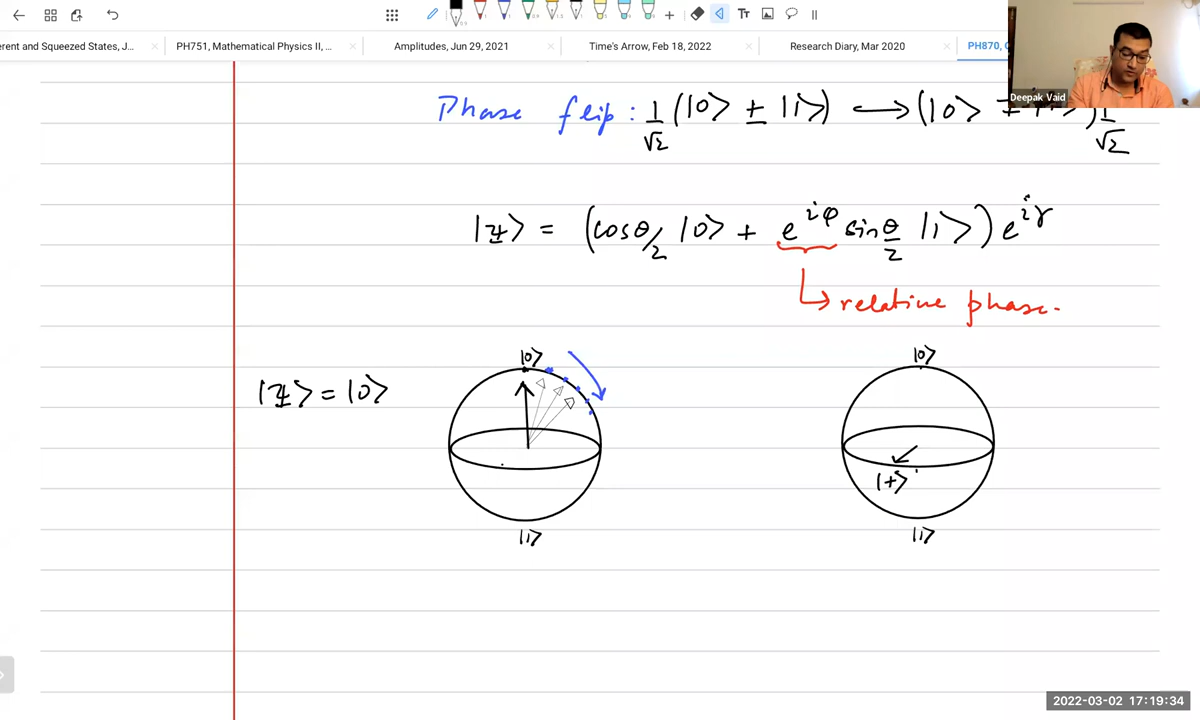 erent and Squeezed States, J...
PH751, Mathematical Physics II, ...
Amplitudes, Jun 29, 2021
Time's Arrow, Feb 18, 2022
Research Diary, Mar 2020
PH870,
Deepak Vaid
Phase flip: 1/√2 (|0> ± |1>) ⟷ (|0> ∓ |1>) 1/√2
|Ψ> = (cosθ/2 |0> + e^{iφ} sin θ/2 |1>) e^{iγ}
↳ relative phase.
|0>
|0>
|Ψ> = |0>
|+>
|1>
|1>
2022-03-02 17:19:34